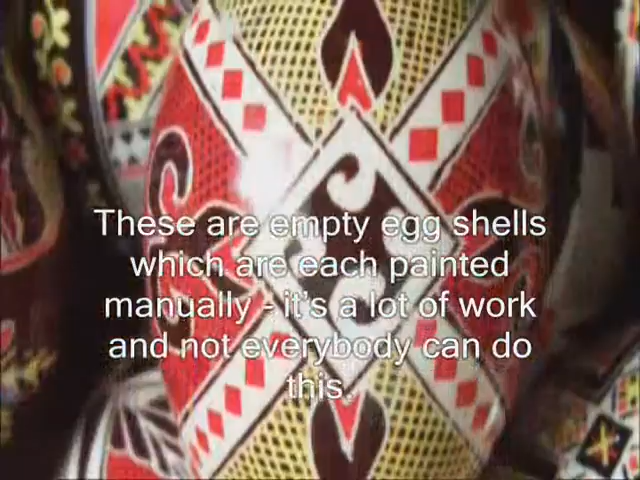 These are empty egg shells
which are each painted
manually - it's a lot of work
and not everybody can do
this.